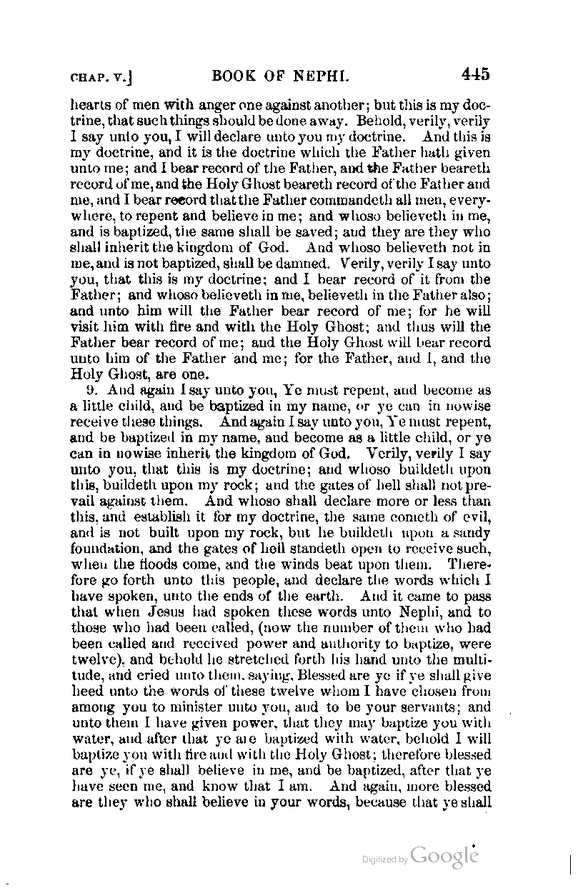 CHAP. V.] BOOK OF NEPHI. 445
hearts of men with anger one against another; but this is my doc-
trine, that such things should be done away. Behold, verily, verily
I say unto you, I will declare unto you my doctrine. And this is
my doctrine, and it is the doctrine which the Father hath given
unto me; and I bear record of the Father, and the Father beareth
record of me, and the Holy Ghost beareth record of the Father and
me, and I bear record that the Father commandeth all men, every-
where, to repent and believe in me; and whoso believeth in me,
and is baptized, the same shall be saved; and they are they who
shall inherit the kingdom of God. And whoso believeth not in
me, and is not baptized, shall be damned. Verily, verily I say unto
you, that this is my doctrine; and I bear record of it from the
Father; and whoso believeth in me, believeth in the Father also;
and unto him will the Father bear record of me; for he will
visit him with fire and with the Holy Ghost; and thus will the
Father bear record of me; and the Holy Ghost will bear record
unto him of the Father and me; for the Father, and I, and the
Holy Ghost, are one.
9. And again I say unto you, Ye must repent, and become as
a little child, and be baptized in my name, or ye can in nowise
receive these things. And again I say unto you, Ye must repent,
and be baptized in my name, and become as a little child, or ye
can in nowise inherit the kingdom of God. Verily, verily I say
unto you, that this is my doctrine; and whoso buildeth upon
this, buildeth upon my rock; and the gates of hell shall not pre-
vail against them. And whoso shall declare more or less than
this, and establish it for my doctrine, the same cometh of evil,
and is not built upon my rock, but he buildeth upon a sandy
foundation, and the gates of hell standeth open to receive such,
when the floods come, and the winds beat upon them. There-
fore go forth unto this people, and declare the words which I
have spoken, unto the ends of the earth. And it came to pass
that when Jesus had spoken these words unto Nephi, and to
those who had been called, (now the number of them who had
been called and received power and authority to baptize, were
twelve), and behold he stretched forth his hand unto the multi-
tude, and cried unto them, saying, Blessed are ye if ye shall give
heed unto the words of these twelve whom I have chosen from
among you to minister unto you, and to be your servants; and
unto them I have given power, that they may baptize you with
water, and after that ye are baptized with water, behold I will
baptize you with fire and with the Holy Ghost; therefore blessed
are ye, if ye shall believe in me, and be baptized, after that ye
have seen me, and know that I am. And again, more blessed
are they who shall believe in your words, because that ye shall
Digitized by Google